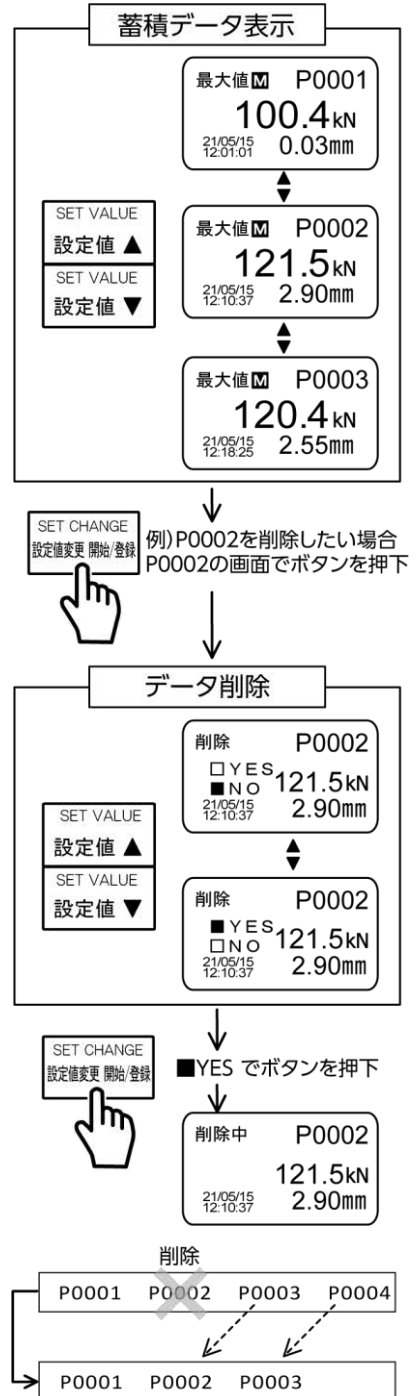 蓄積データ表示
最大値M P0001
100.4kN
21/05/15
12:01:01 0.03mm
SET VALUE
設定値 ▲
SET VALUE
設定値 ▼
最大値M P0002
121.5kN
21/05/15
12:10:37 2.90mm
最大値M P0003
120.4kN
21/05/15
12:18:25 2.55mm
SET CHANGE
設定値変更 開始/登録
例)P0002を削除したい場合
P0002の画面でボタンを押下
データ削除
削除 P0002
□YES
■NO 121.5kN
21/05/15
12:10:37 2.90mm
SET VALUE
設定値 ▲
SET VALUE
設定値 ▼
削除 P0002
■YES
□NO 121.5kN
21/05/15
12:10:37 2.90mm
SET CHANGE
設定値変更 開始/登録
■YES でボタンを押下
削除中 P0002
121.5kN
21/05/15
12:10:37 2.90mm
削除
P0001 P0002 P0003 P0004
P0001 P0002 P0003